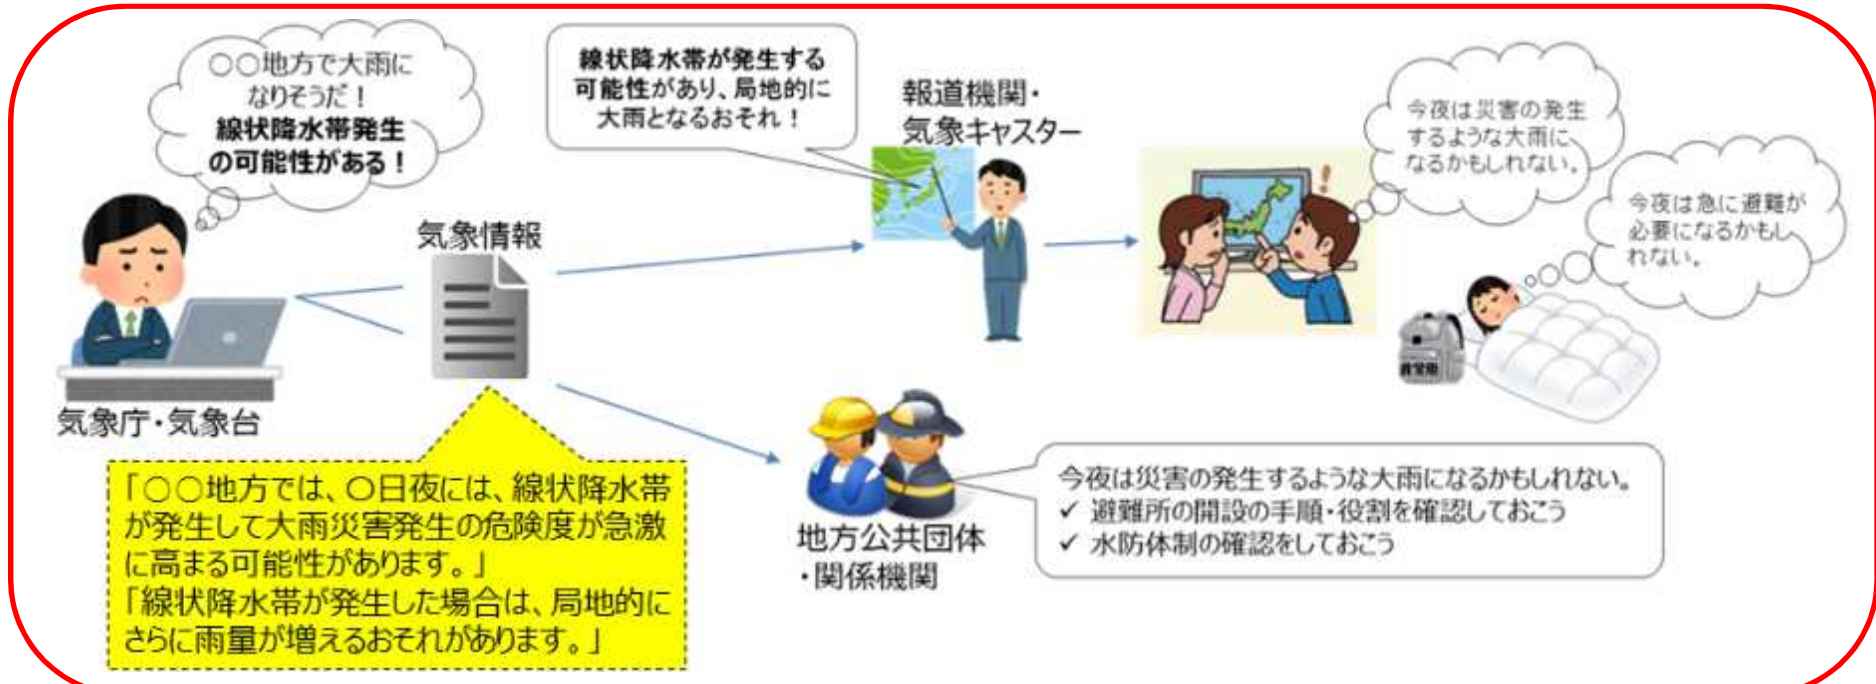 ○○地方で大雨に
なりそうだ！
線状降水帯発生
の可能性がある！
気象庁・気象台
気象情報
「○○地方では、○日夜には、線状降水帯
が発生して大雨災害発生の危険度が急激
に高まる可能性があります。」
「線状降水帯が発生した場合は、局地的に
さらに雨量が増えるおそれがあります。」
線状降水帯が発生する
可能性があり、局地的に
大雨となるおそれ！
報道機関・
気象キャスター
今夜は災害の発生
するような大雨に
なるかもしれない。
今夜は急に避難が
必要になるかもし
れない。
非常用
地方公共団体
・関係機関
今夜は災害の発生するような大雨になるかもしれない。
✓ 避難所の開設の手順・役割を確認しておこう
✓ 水防体制の確認をしておこう